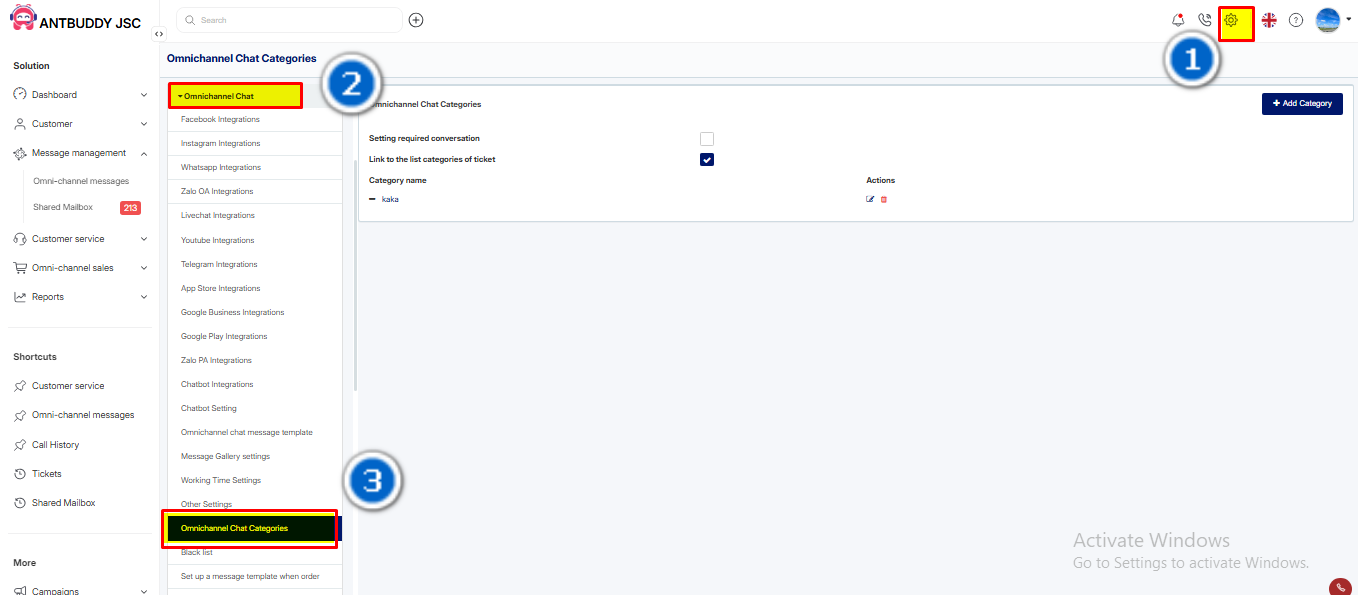 ANTBUDDY JSC
Search
1
Solution
Dashboard
Customer
Message management
Omni-channel messages
Shared Mailbox 213
Customer service
Omni-channel sales
Reports
Shortcuts
Customer service
Omni-channel messages
Call History
Tickets
Shared Mailbox
More
Campaigns
Omnichannel Chat Categories
2
Omnichannel Chat
Facebook Integrations
Instagram Integrations
Whatsapp Integrations
Zalo OA Integrations
Livechat Integrations
Youtube Integrations
Telegram Integrations
App Store Integrations
Google Business Integrations
Google Play Integrations
Zalo PA Integrations
Chatbot Integrations
Chatbot Setting
Omnichannel chat message template
Message Gallery settings
Working Time Settings
3
Other Settings
Omnichannel Chat Categories
Black list
Set up a message template when order
mnichannel Chat Categories
+ Add Category
Setting required conversation
Link to the list categories of ticket
Category name Actions
kaka
Activate Windows
Go to Settings to activate Windows.